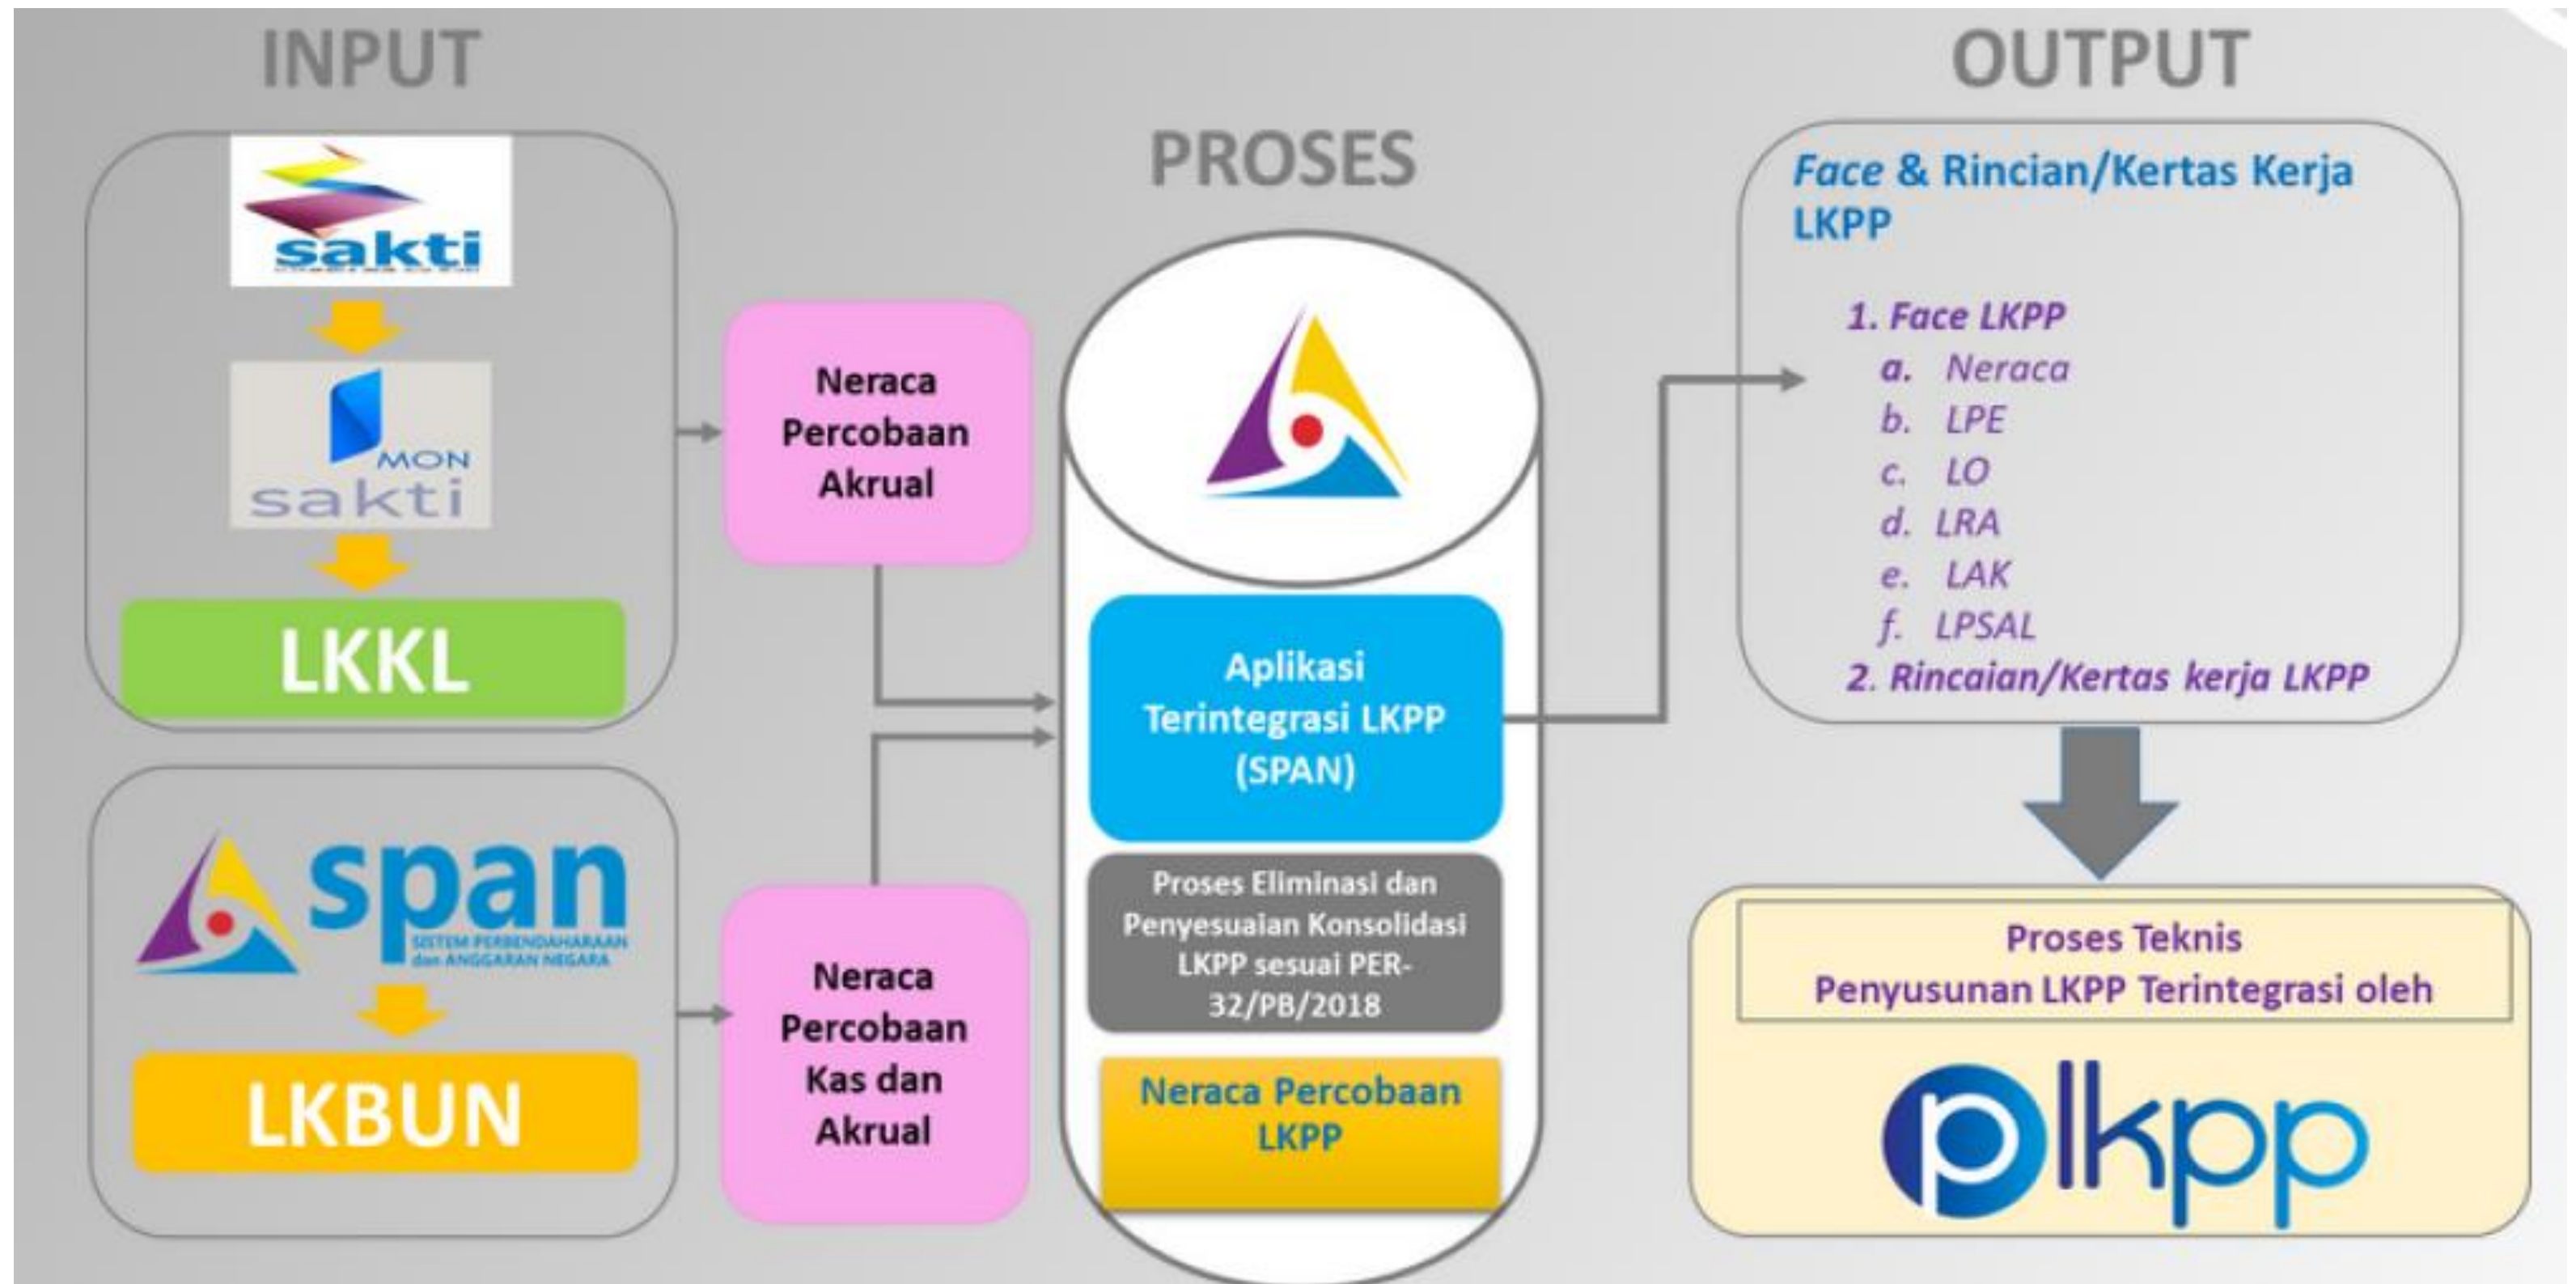 INPUT
sakti
MON
sakti
LKKL
span
SISTEM PERBENDAHARAAN
dan ANGGARAN NEGARA
LKBUN
Neraca
Percobaan
Akrual
Neraca
Percobaan
Kas dan
Akrual
PROSES
Aplikasi
Terintegrasi LKPP
(SPAN)
Proses Eliminasi dan
Penyesuaian Konsolidasi
LKPP sesuai PER-
32/PB/2018
Neraca Percobaan
LKPP
OUTPUT
Face & Rincian/Kertas Kerja
LKPP
1. Face LKPP
a. Neraca
b. LPE
c. LO
d. LRA
e. LAK
f. LPSAL
2. Rincaian/Kertas kerja LKPP
Proses Teknis
Penyusunan LKPP Terintegrasi oleh
plkpp